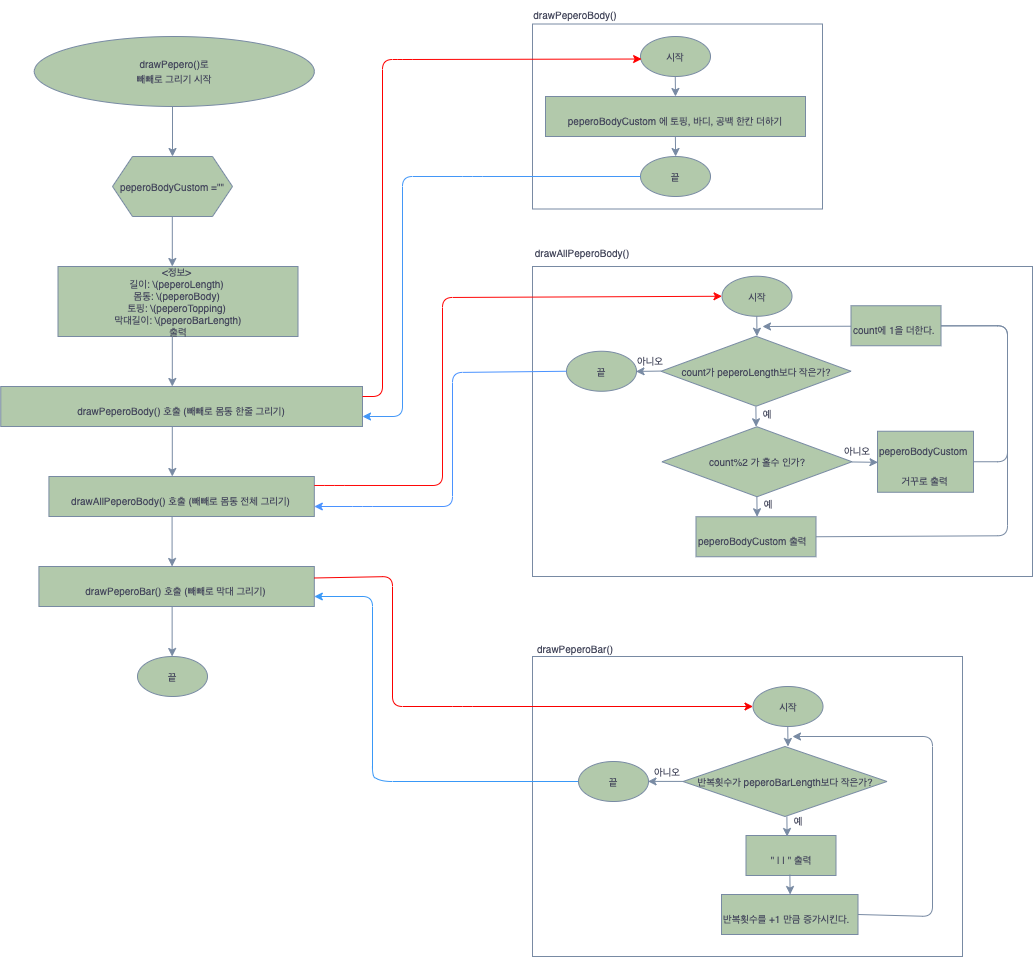 drawPepero()로
빼빼로 그리기 시작
peperoBodyCustom =""
<정보>
길이: \(peperoLength)
몸통: \(peperoBody)
토핑: \(peperoTopping)
막대길이: \(peperoBarLength)
출력
drawPeperoBody() 호출 (빼빼로 몸통 한줄 그리기)
drawAllPeperoBody() 호출 (빼빼로 몸통 전체 그리기)
drawPeperoBar() 호출 (빼빼로 막대 그리기)
끝
drawPeperoBody()
시작
peperoBodyCustom 에 토핑, 바디, 공백 한칸 더하기
끝
drawAllPeperoBody()
시작
count에 1을 더한다.
count가 peperoLength보다 작은가?
아니오
끝
예
count%2 가 홀수 인가?
아니오
peperoBodyCustom
거꾸로 출력
예
peperoBodyCustom 출력
drawPeperoBar()
시작
반복횟수가 peperoBarLength보다 작은가?
아니오
끝
예
" | | " 출력
반복횟수를 +1 만큼 증가시킨다.